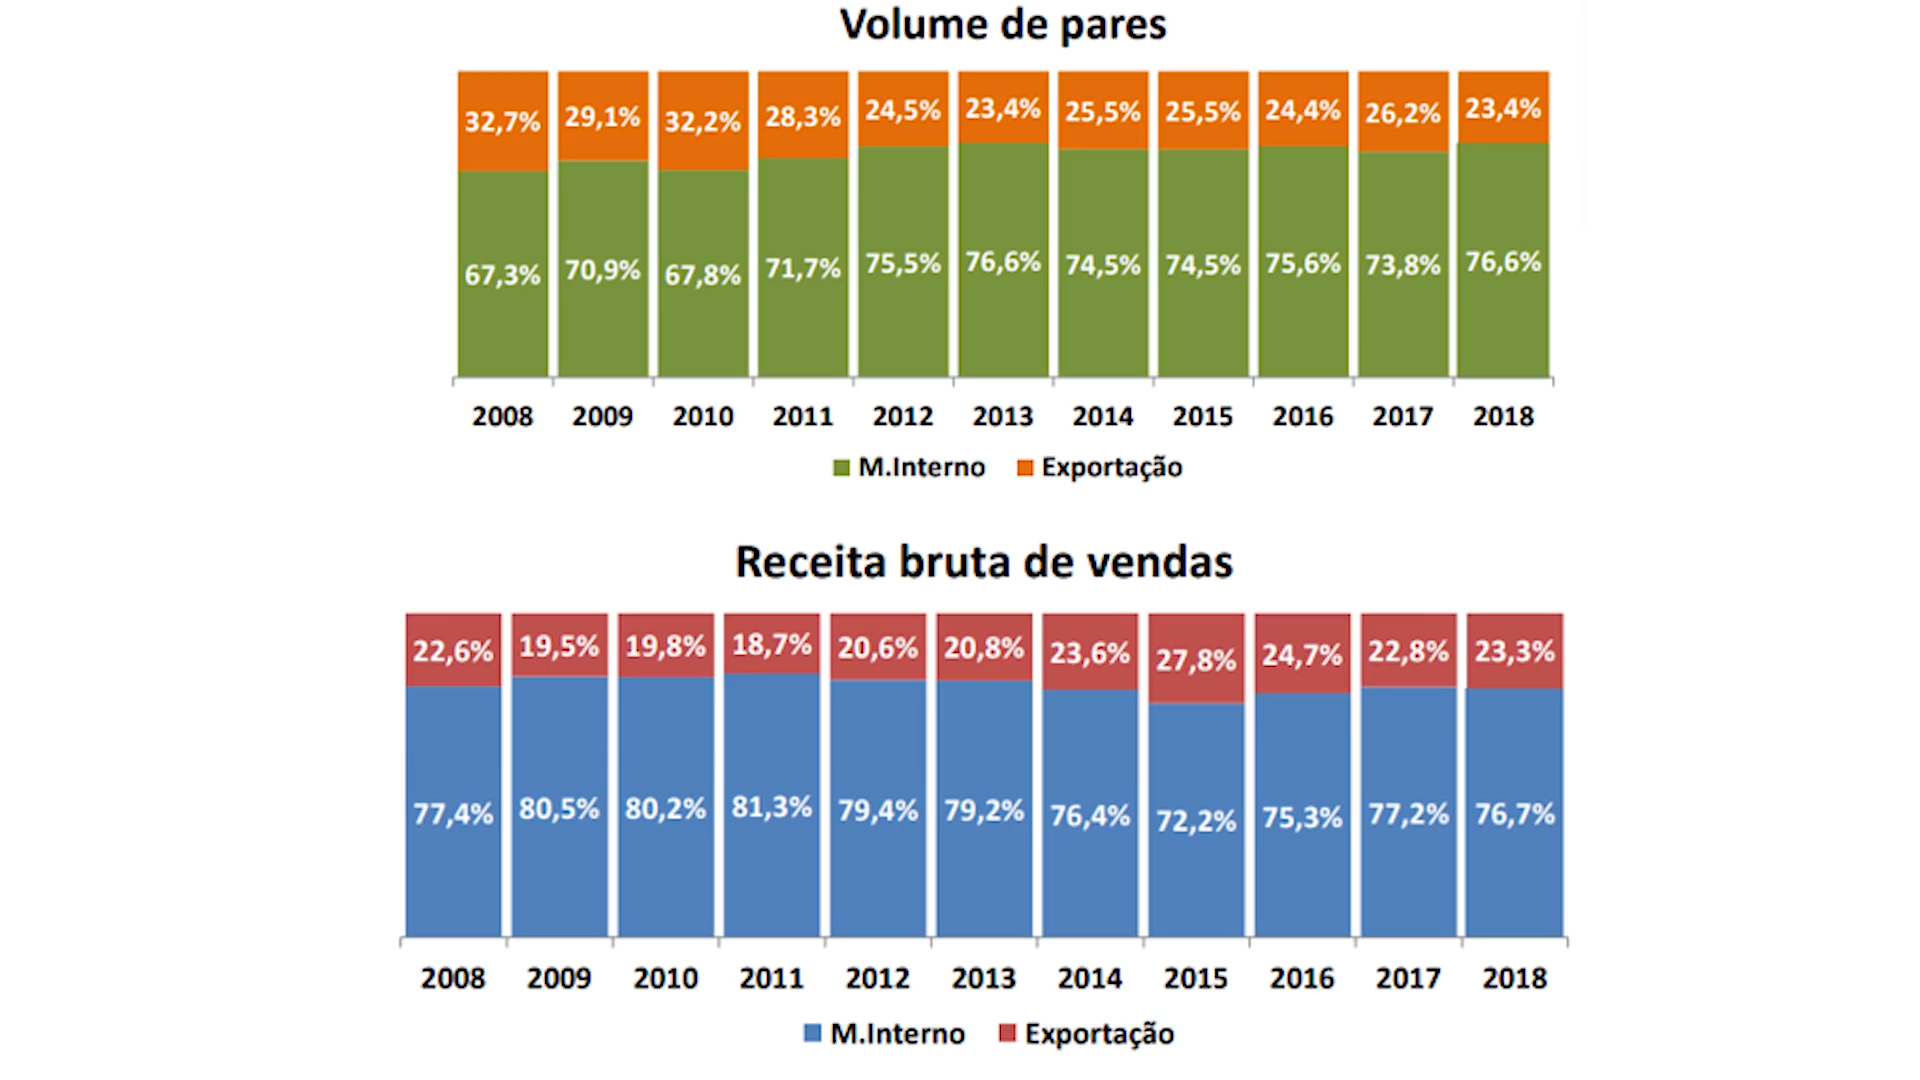 Volume de pares
32,7% 29,1% 32,2% 28,3% 24,5% 23,4% 25,5% 25,5% 24,4% 26,2% 23,4%
67,3% 70,9% 67,8% 71,7% 75,5% 76,6% 74,5% 74,5% 75,6% 73,8% 76,6%
2008 2009 2010 2011 2012 2013 2014 2015 2016 2017 2018
M.Interno Exportação
Receita bruta de vendas
22,6% 19,5% 19,8% 18,7% 20,6% 20,8% 23,6% 27,8% 24,7% 22,8% 23,3%
77,4% 80,5% 80,2% 81,3% 79,4% 79,2% 76,4% 72,2% 75,3% 77,2% 76,7%
2008 2009 2010 2011 2012 2013 2014 2015 2016 2017 2018
M.Interno Exportação